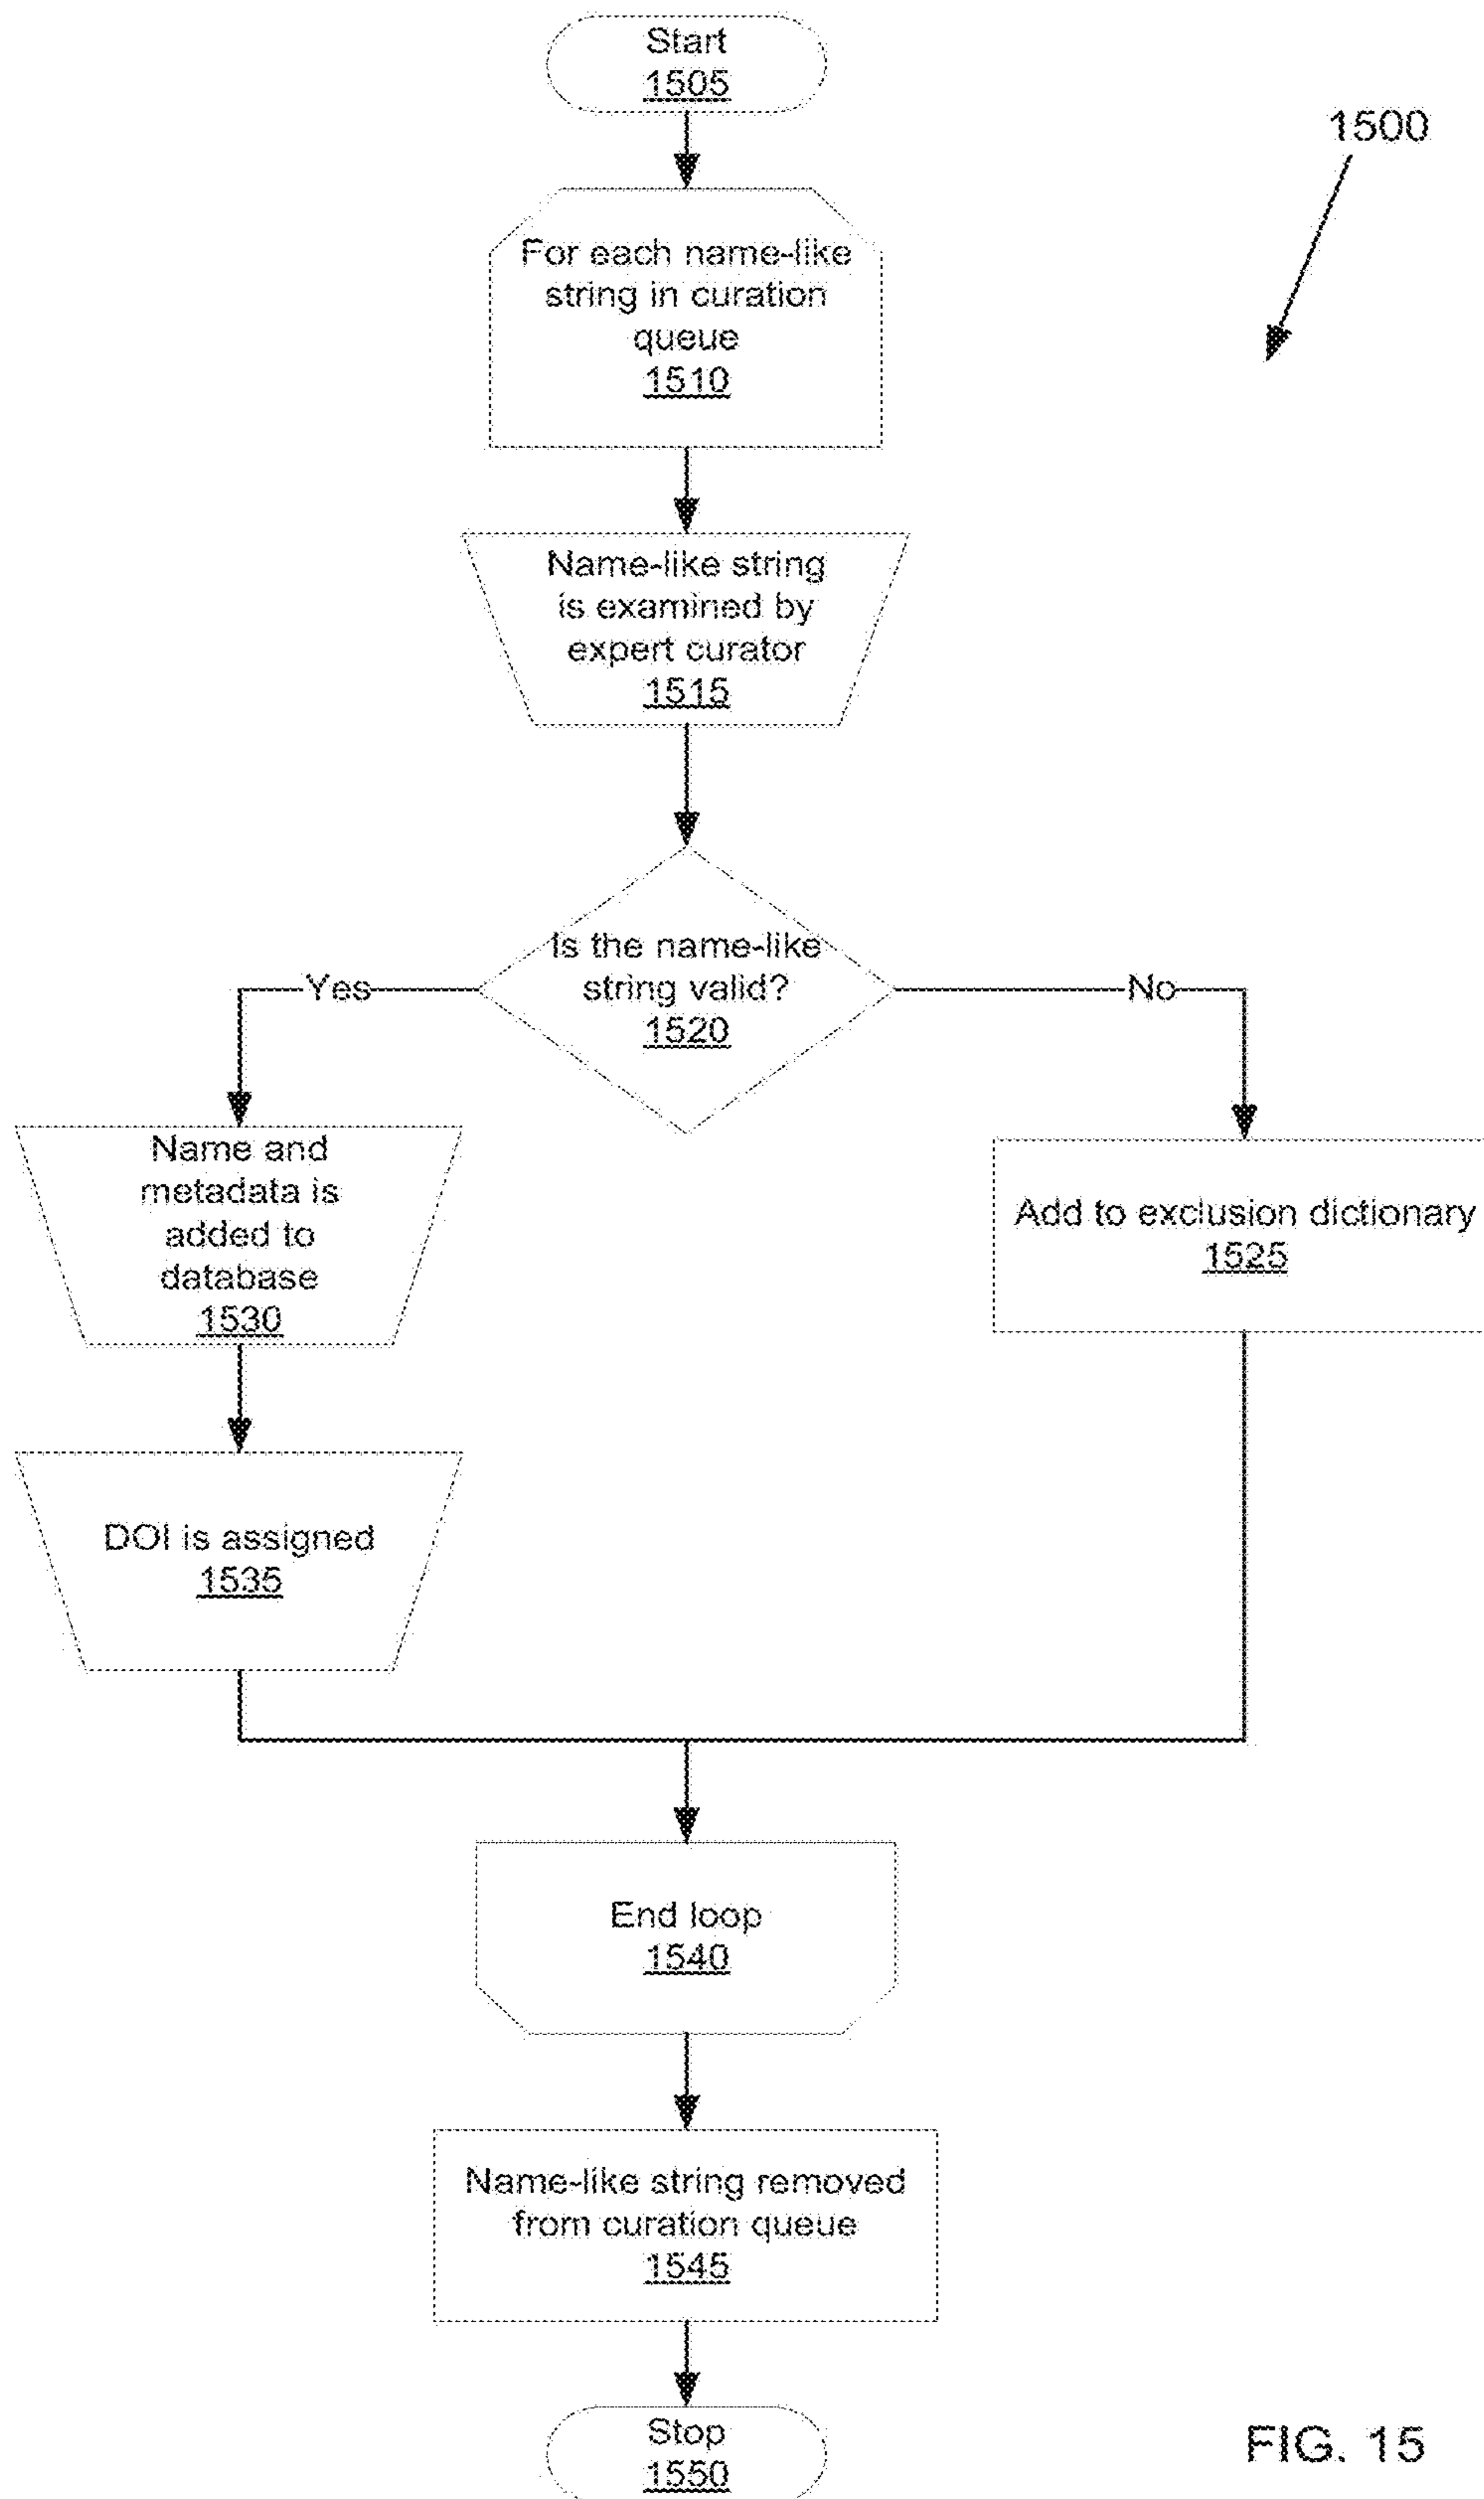 Start
1505
1500
For each name-like
string in curation
queue
1510
Name-like string
is examined by
expert curator
1515
Is the name-like
string valid?
1520
Yes
No
Name and
metadata is
added to
database
1530
Add to exclusion dictionary
1525
DOI is assigned
1535
End loop
1540
Name-like string removed
from curation queue
1545
Stop
1550
FIG. 15